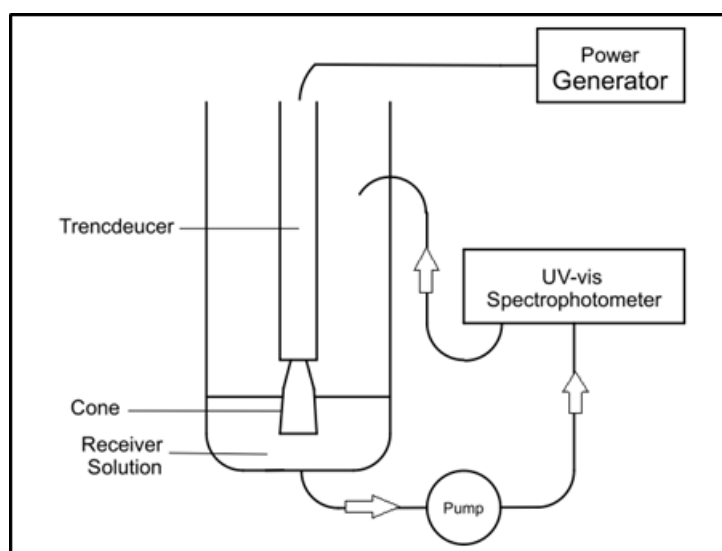 Power
Generator
Trencdeucer
UV-vis
Spectrophotometer
Cone
Receiver
Solution
Pump